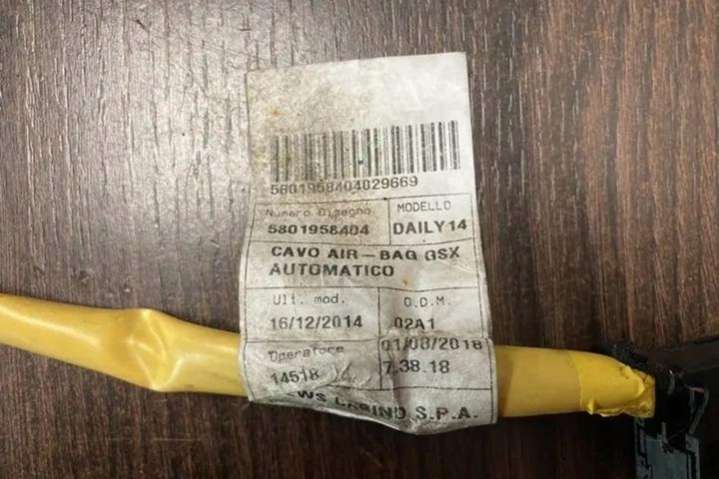 5801958404029669
Numero Disegno MODELLO
5801958404 DAILY14
CAVO AIR-BAG GSX
AUTOMATICO
Ult. mod. O.D.M.
16/12/2014 02A1
Operatore 01/08/2018
14518 7.38.18
S.P.A.